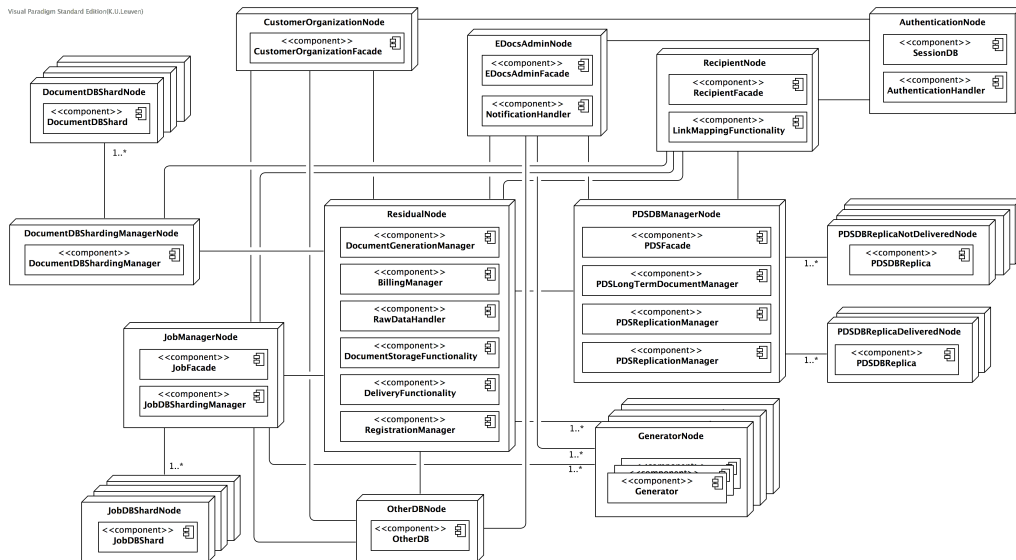 Visual Paradigm Standard Edition(K.U.Leuven)
CustomerOrganizationNode
<<component>>
CustomerOrganizationFacade
EDocsAdminNode
<<component>>
EDocsAdminFacade
<<component>>
NotificationHandler
AuthenticationNode
<<component>>
SessionDB
<<component>>
AuthenticationHandler
RecipientNode
<<component>>
RecipientFacade
<<component>>
LinkMappingFunctionality
DocumentDBShardNode
<<component>>
DocumentDBShard
1..*
DocumentDBShardingManagerNode
<<component>>
DocumentDBShardingManager
ResidualNode
<<component>>
DocumentGenerationManager
<<component>>
BillingManager
<<component>>
RawDataHandler
<<component>>
DocumentStorageFunctionality
<<component>>
DeliveryFunctionality
<<component>>
RegistrationManager
PDSDBManagerNode
<<component>>
PDSFacade
<<component>>
PDSLongTermDocumentManager
<<component>>
PDSReplicationManager
<<component>>
PDSReplicationManager
PDSDBReplicaNotDeliveredNode
<<component>>
PDSDBReplica
1..*
PDSDBReplicaDeliveredNode
<<component>>
PDSDBReplica
1..*
JobManagerNode
<<component>>
JobFacade
<<component>>
JobDBShardingManager
1..*
JobDBShardNode
<<component>>
JobDBShard
1..*
1..*
1..*
GeneratorNode
<<component>>
Generator
OtherDBNode
<<component>>
OtherDB